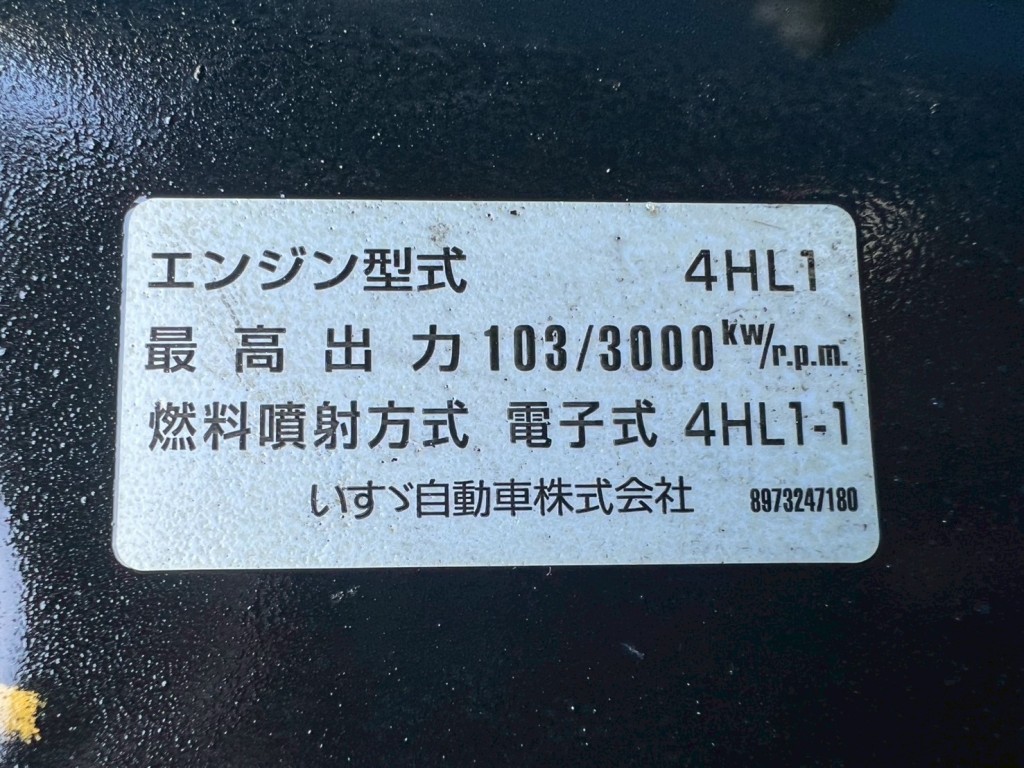 エンジン型式 4HL1
最高出力 103/3000 kw/r.p.m.
燃料噴射方式 電子式 4HL1-1
いすゞ自動車株式会社 8973247180